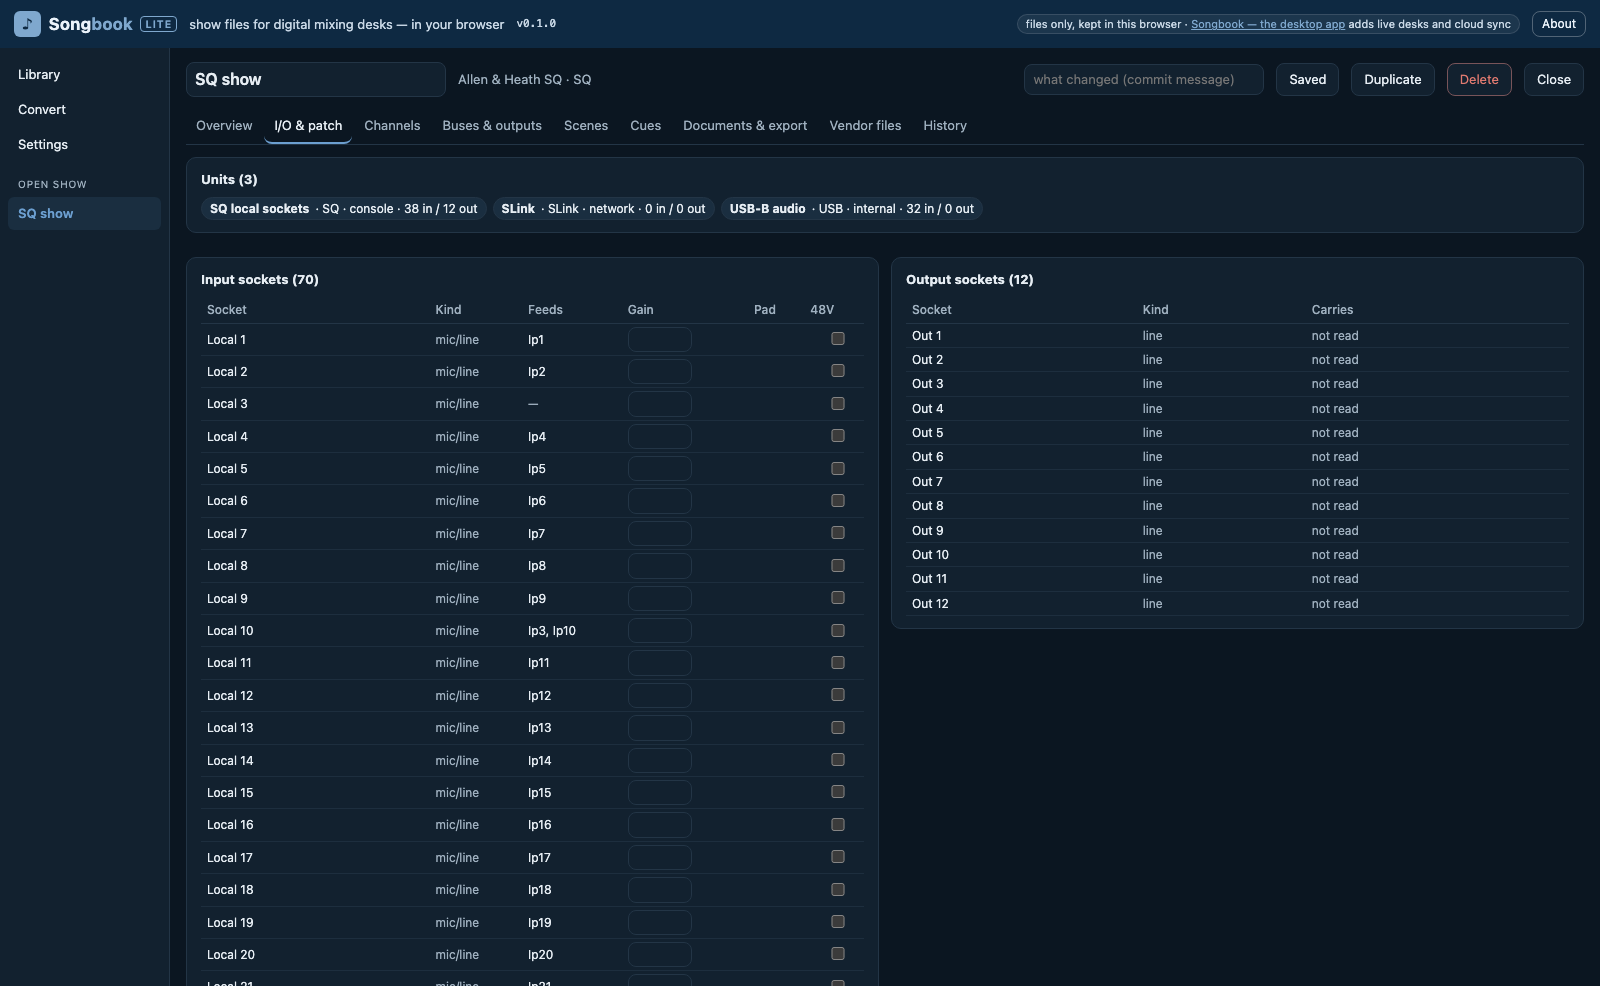 ♪ Songbook LITE show files for digital mixing desks — in your browser v0.1.0
files only, kept in this browser · Songbook — the desktop app adds live desks and cloud sync
About
Library
Convert
Settings
OPEN SHOW
SQ show
SQ show Allen & Heath SQ · SQ what changed (commit message) Saved Duplicate Delete Close
Overview I/O & patch Channels Buses & outputs Scenes Cues Documents & export Vendor files History
Units (3)
SQ local sockets · SQ · console · 38 in / 12 out SLink · SLink · network · 0 in / 0 out USB-B audio · USB · internal · 32 in / 0 out
Input sockets (70)
Socket Kind Feeds Gain Pad 48V
Local 1 mic/line Ip1
Local 2 mic/line Ip2
Local 3 mic/line —
Local 4 mic/line Ip4
Local 5 mic/line Ip5
Local 6 mic/line Ip6
Local 7 mic/line Ip7
Local 8 mic/line Ip8
Local 9 mic/line Ip9
Local 10 mic/line Ip3, Ip10
Local 11 mic/line Ip11
Local 12 mic/line Ip12
Local 13 mic/line Ip13
Local 14 mic/line Ip14
Local 15 mic/line Ip15
Local 16 mic/line Ip16
Local 17 mic/line Ip17
Local 18 mic/line Ip18
Local 19 mic/line Ip19
Local 20 mic/line Ip20
Local 21 mic/line Ip21
Output sockets (12)
Socket Kind Carries
Out 1 line not read
Out 2 line not read
Out 3 line not read
Out 4 line not read
Out 5 line not read
Out 6 line not read
Out 7 line not read
Out 8 line not read
Out 9 line not read
Out 10 line not read
Out 11 line not read
Out 12 line not read